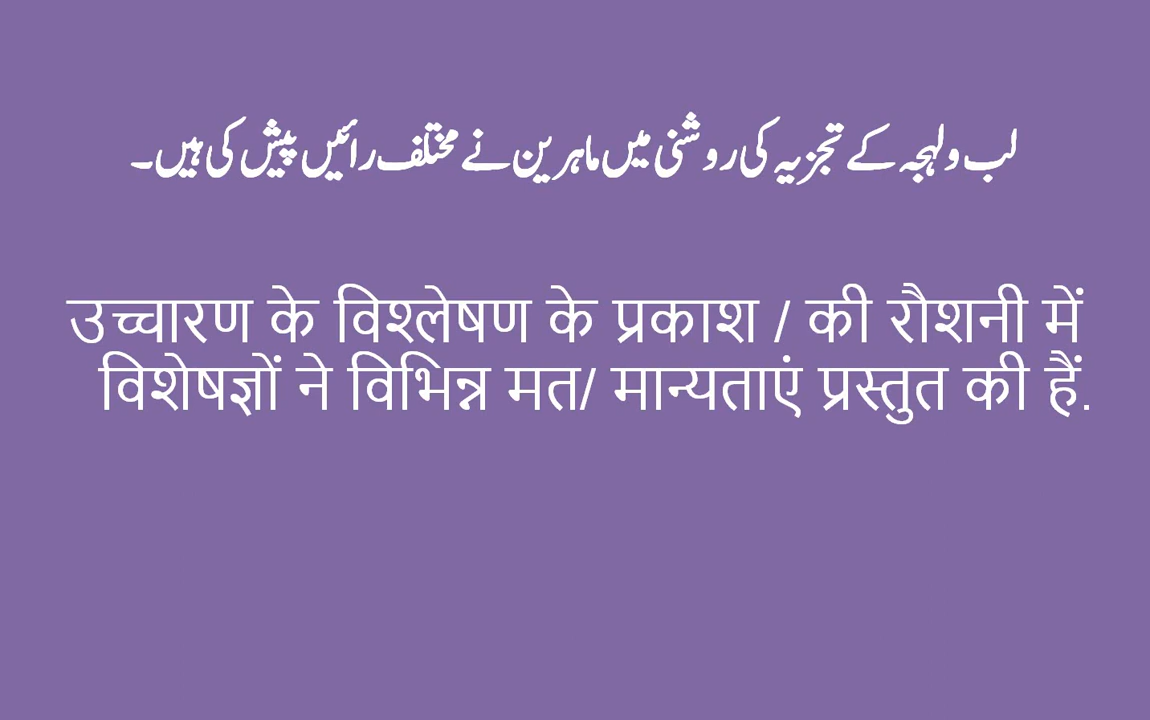 لب و لہجہ کے تجزیہ کی روشنی میں ماہرین نے مختلف رائیں پیش کی ہیں۔
उच्चारण के विश्लेषण के प्रकाश / की रौशनी में
विशेषज्ञों ने विभिन्न मत/ मान्यताएं प्रस्तुत की हैं.